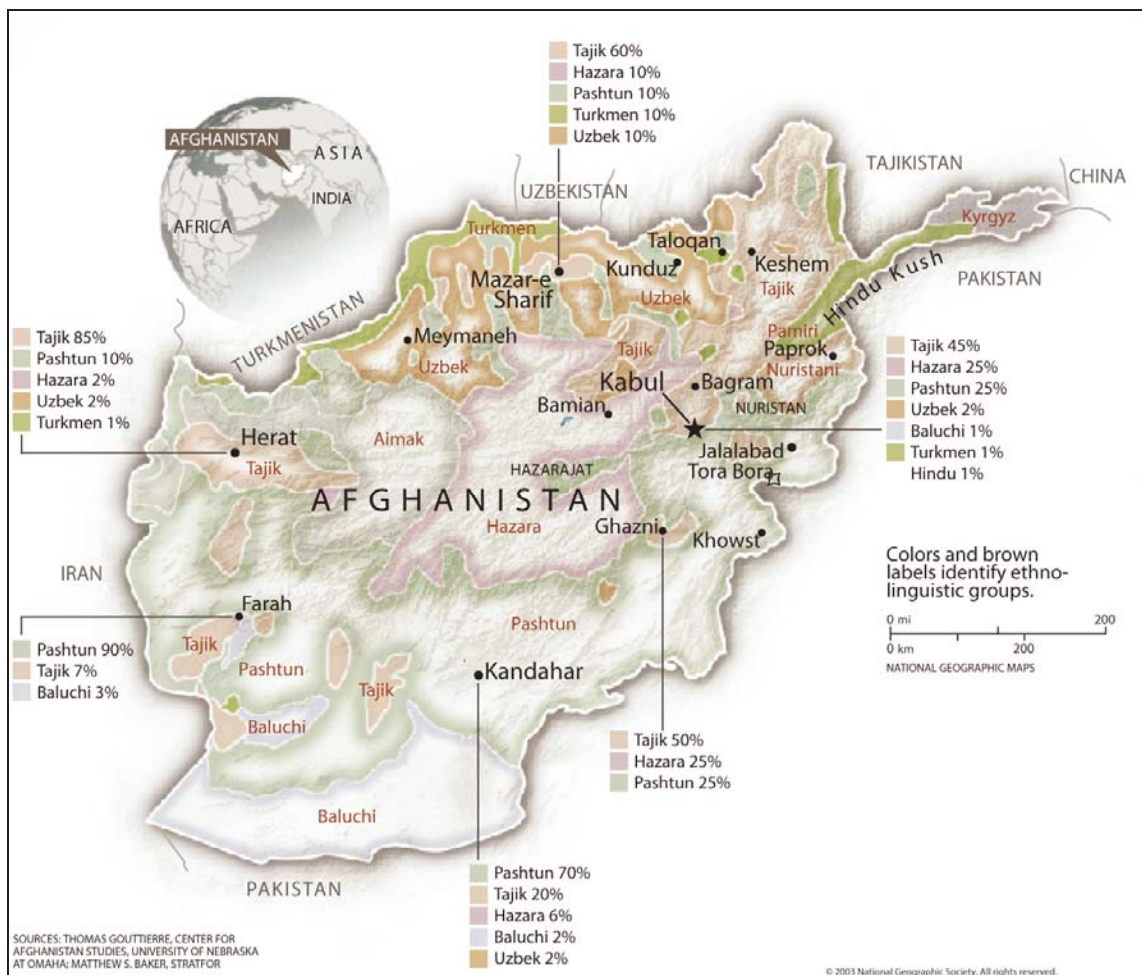 Tajik 60%
Hazara 10%
Pashtun 10%
Turkmen 10%
Uzbek 10%
AFGHANISTAN
ASIA
INDIA
AFRICA
UZBEKISTAN
TAJIKISTAN
CHINA
Kyrgyz
PAKISTAN
Hindu Kush
TURKMENISTAN
Turkmen
Mazar-e
Sharif
Taloqan
Kunduz
Keshem
Uzbek
Tajik
Meymaneh
Uzbek
Tajik
Pamiri
Paprok
Nuristani
NURISTAN
Kabul
Bagram
Bamian
Jalalabad
Tora Bora
Tajik 85%
Pashtun 10%
Hazara 2%
Uzbek 2%
Turkmen 1%
Tajik 45%
Hazara 25%
Pashtun 25%
Uzbek 2%
Baluchi 1%
Turkmen 1%
Hindu 1%
Herat
Tajik
Aimak
HAZARAJAT
AFGHANISTAN
Hazara
Ghazni
Khowst
IRAN
Colors and brown
labels identify ethno-
linguistic groups.
0 mi 200
0 km 200
NATIONAL GEOGRAPHIC MAPS
Farah
Tajik
Pashtun
Pashtun
Tajik
Kandahar
Baluchi
Baluchi
Pashtun 90%
Tajik 7%
Baluchi 3%
Tajik 50%
Hazara 25%
Pashtun 25%
PAKISTAN
Pashtun 70%
Tajik 20%
Hazara 6%
Baluchi 2%
Uzbek 2%
SOURCES: THOMAS GOUTTIERRE, CENTER FOR
AFGHANISTAN STUDIES, UNIVERSITY OF NEBRASKA
AT OMAHA; MATTHEW S. BAKER, STRATFOR
© 2003 National Geographic Society. All rights reserved.